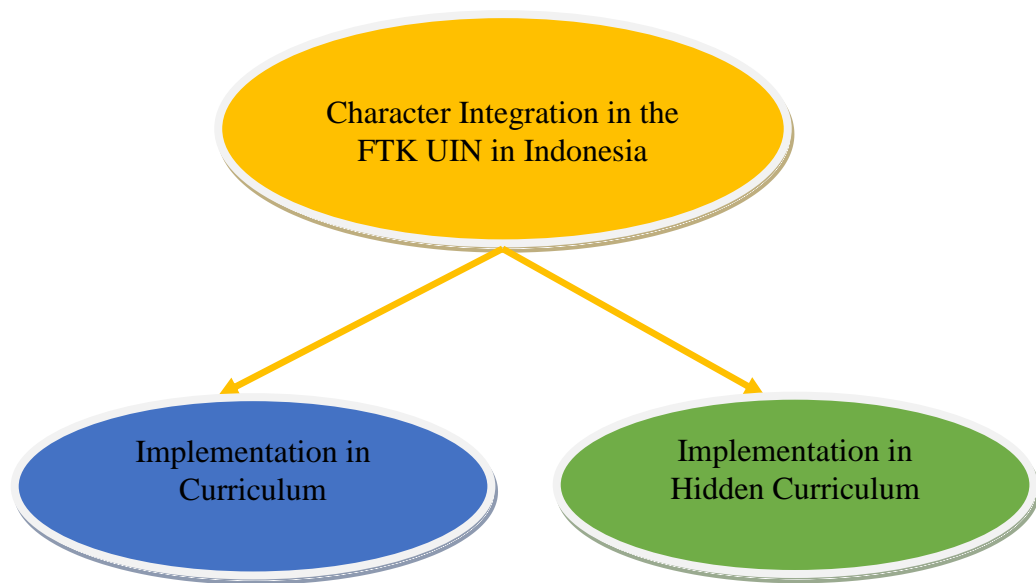 Character Integration in the
FTK UIN in Indonesia
Implementation in
Curriculum
Implementation in
Hidden Curriculum